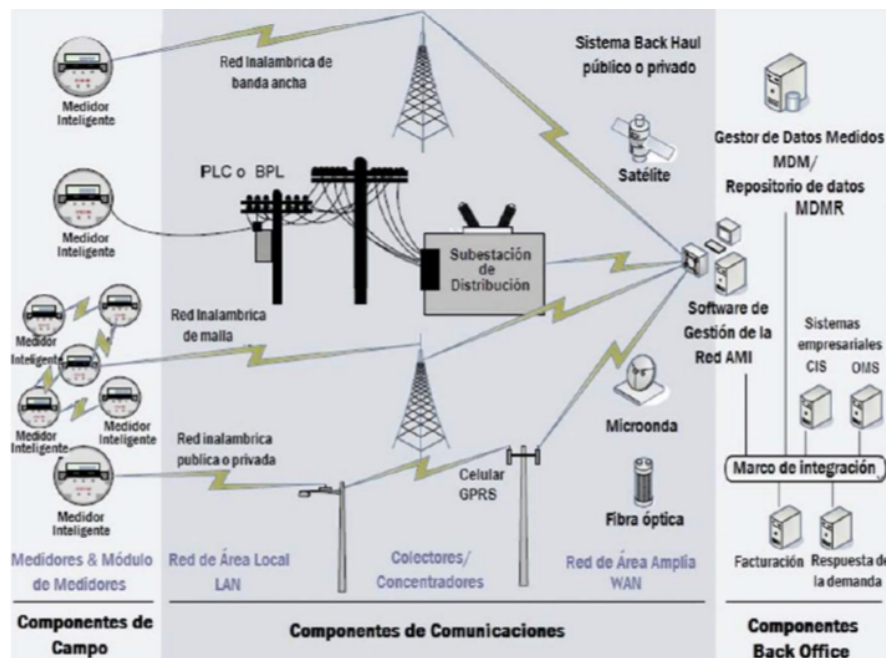 Medidor
Inteligente
Red Inalambrica de
banda ancha
Sistema Back Haul
público o privado
Satélite
Gestor de Datos Medidos
MDM/
Repositorio de datos
MDMR
Medidor
Inteligente
PLC o BPL
Subestación
de
Distribución
Software de
Gestión de la
Red AMI
Sistemas
empresariales
CIS
OMS
Medidor
Inteligente
Red Inalambrica
de malla
Medidor
Inteligente
Medidor
Inteligente
Microonda
Red inalambrica
publica o privada
Celular
GPRS
Marco de integración
Medidor
Inteligente
Fibra óptica
Facturación
Respuesta de
la demanda
Medidores & Módulo
de Medidores
Red de Área Local
LAN
Colectores/
Concentradores
Red de Área Amplia
WAN
Componentes de
Campo
Componentes de Comunicaciones
Componentes
Back Office